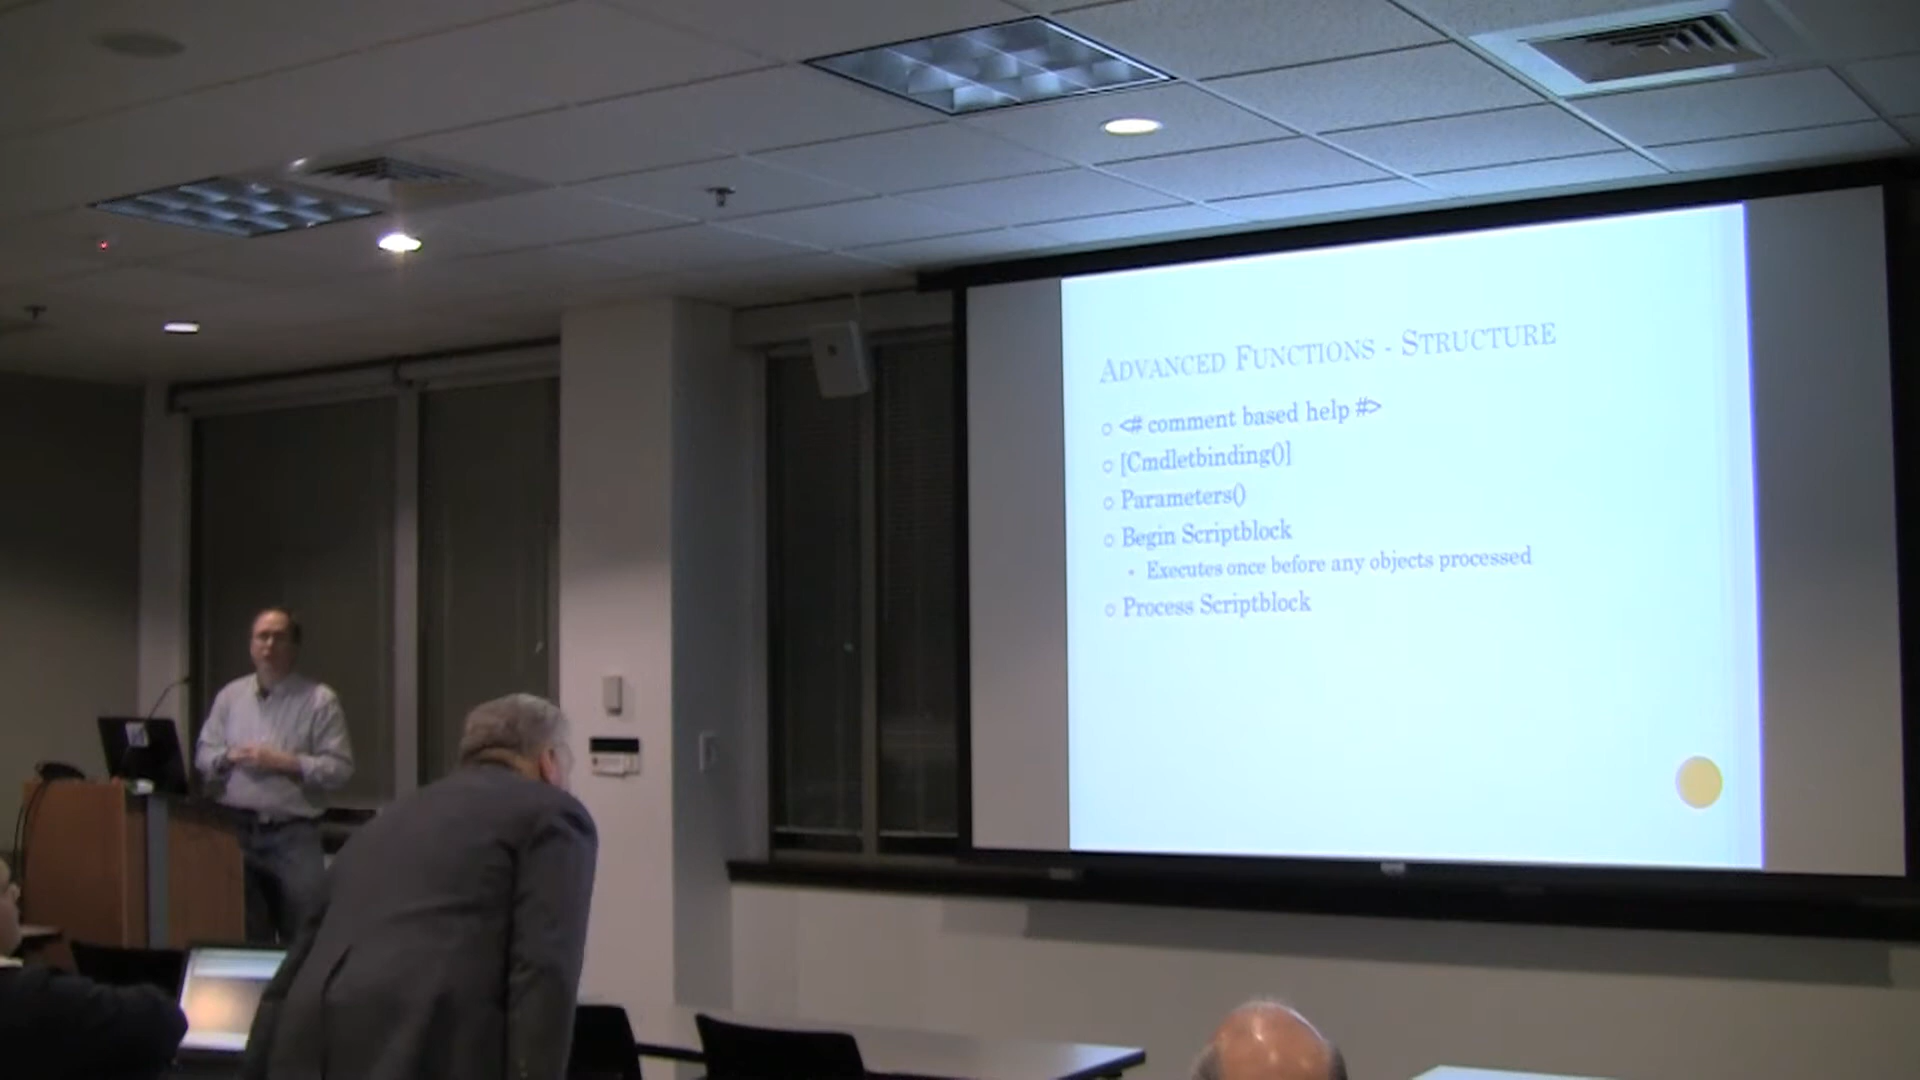 ADVANCED FUNCTIONS - STRUCTURE
<# comment based help #>
[Cmdletbinding()]
Parameters()
Begin Scriptblock
Executes once before any objects processed
Process Scriptblock